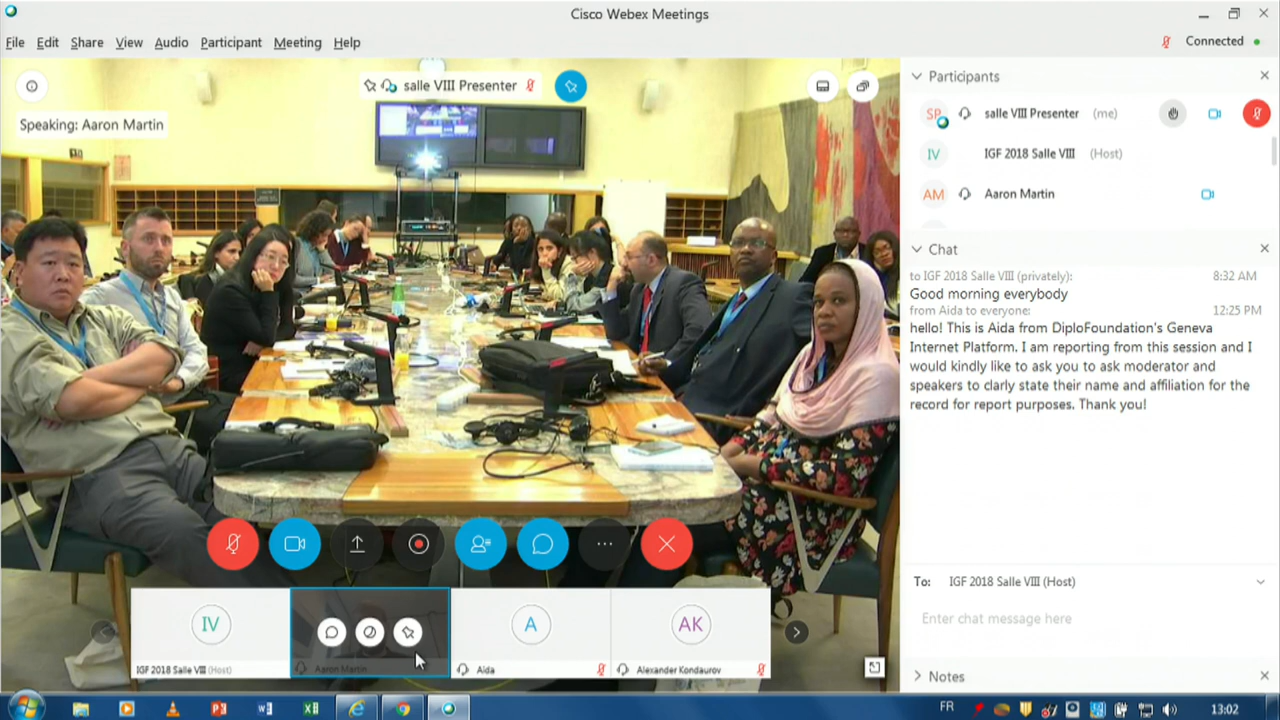 Cisco Webex Meetings
File Edit Share View Audio Participant Meeting Help
Connected
salle VIII Presenter
Speaking: Aaron Martin
Participants
SP salle VIII Presenter (me)
IV IGF 2018 Salle VIII (Host)
AM Aaron Martin
Chat
to IGF 2018 Salle VIII (privately): 8:32 AM
Good morning everybody
from Aida to everyone: 12:25 PM
hello! This is Aida from DiploFoundation's Geneva
Internet Platform. I am reporting from this session and I
would kindly like to ask you to ask moderator and
speakers to clarly state their name and affiliation for the
record for report purposes. Thank you!
To: IGF 2018 Salle VIII (Host)
Enter chat message here
Notes
IV
IGF 2018 Salle VIII (Host)
Aaron Martin
A
Aida
AK
Alexander Kondaurov
FR
13:02